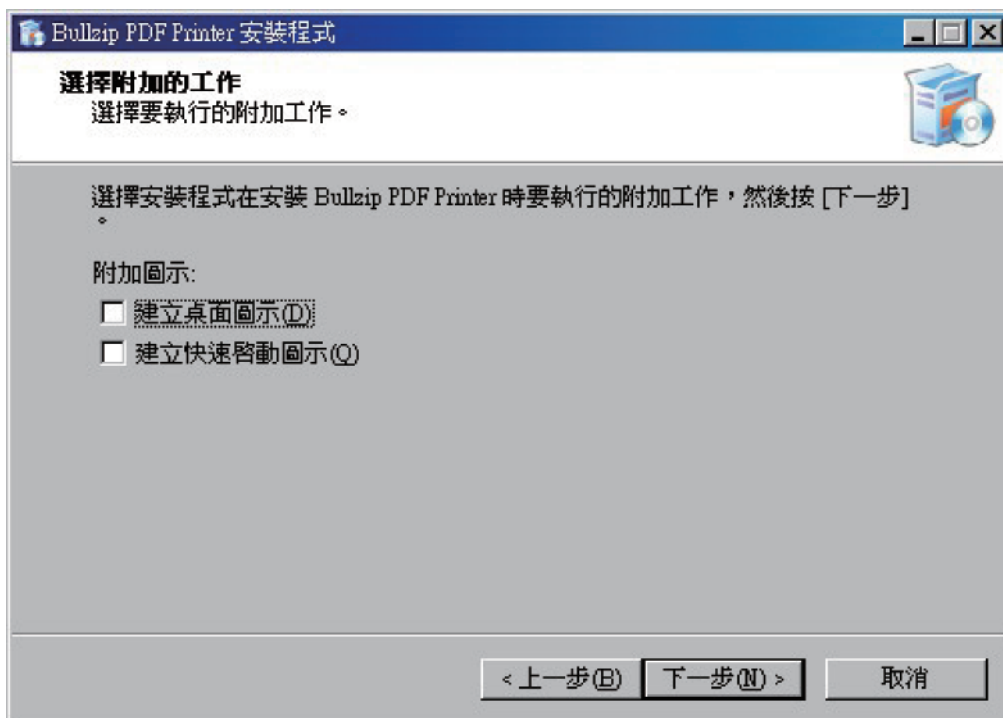 Bullzip PDF Printer 安裝程式
選擇附加的工作
選擇要執行的附加工作。
選擇安裝程式在安裝 Bullzip PDF Printer 時要執行的附加工作，然後按 [下一步]
。
附加圖示:
建立桌面圖示(D)
建立快速啓動圖示(Q)
< 上一步(B) 下一步(N) > 取消